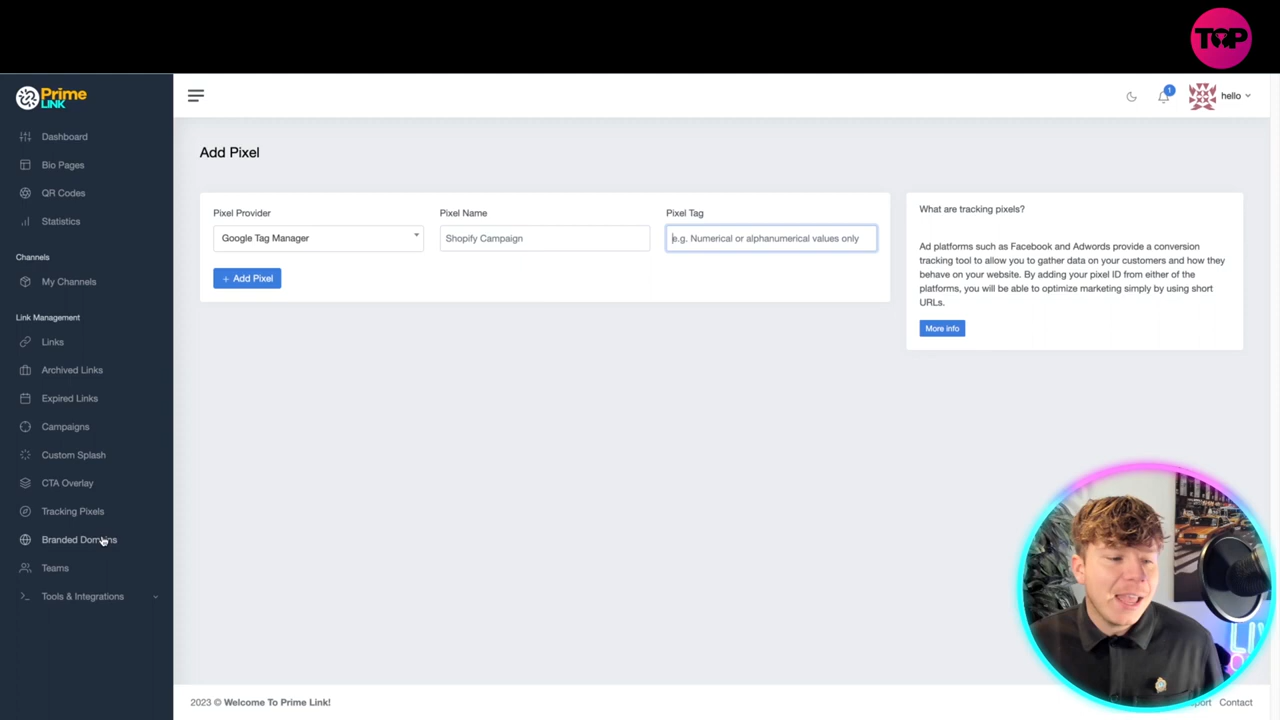 TOP
Prime
LINK
hello
1
Dashboard
Bio Pages
QR Codes
Statistics
Channels
My Channels
Link Management
Links
Archived Links
Expired Links
Campaigns
Custom Splash
CTA Overlay
Tracking Pixels
Branded Domains
Teams
Tools & Integrations
Add Pixel
Pixel Provider
Google Tag Manager
Pixel Name
Shopify Campaign
Pixel Tag
e.g. Numerical or alphanumerical values only
+ Add Pixel
What are tracking pixels?
Ad platforms such as Facebook and Adwords provide a conversion
tracking tool to allow you to gather data on your customers and how they
behave on your website. By adding your pixel ID from either of the
platforms, you will be able to optimize marketing simply by using short
URLs.
More info
2023 © Welcome To Prime Link!
Contact